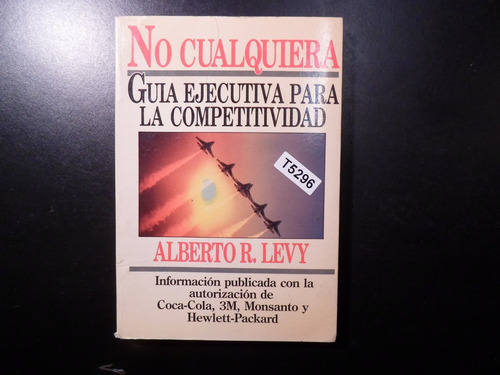 NO CUALQUIERA
GUIA EJECUTIVA PARA
LA COMPETITIVIDAD
T5296
ALBERTO R. LEVY
Información publicada con la
autorización de
Coca-Cola, 3M, Monsanto y
Hewlett-Packard